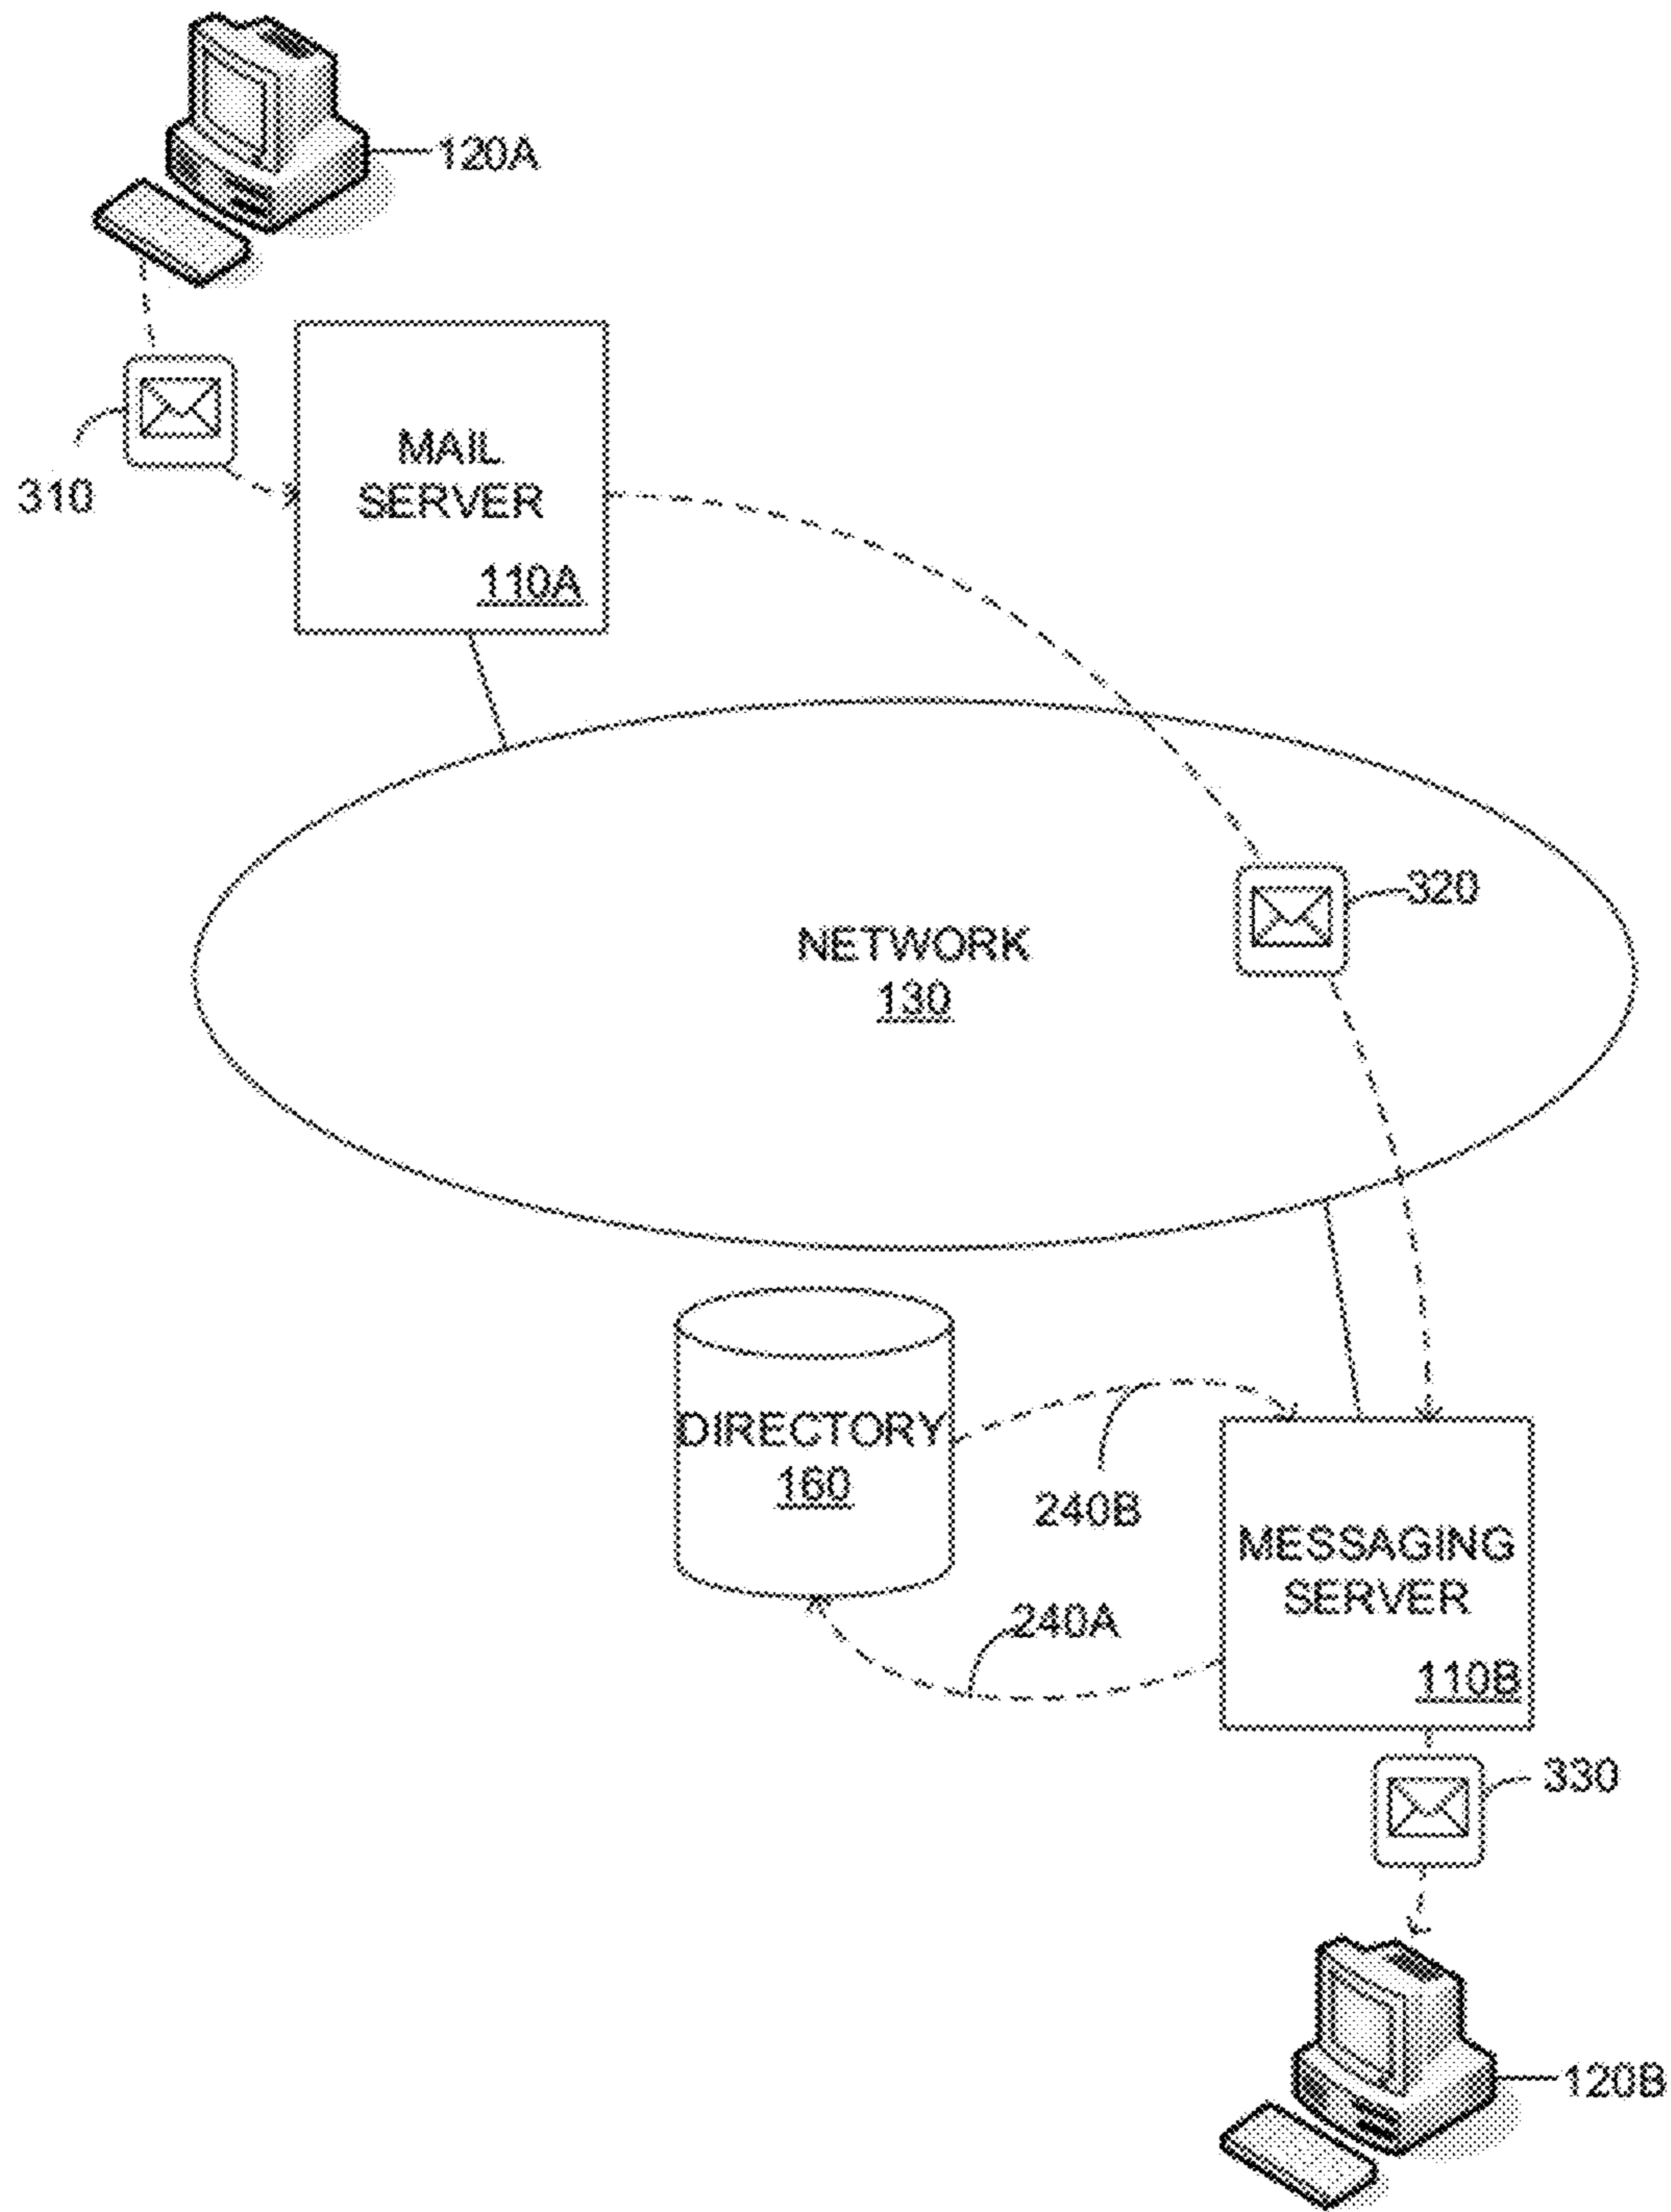 120A
310
MAIL
SERVER
110A
320
NETWORK
130
DIRECTORY
160
240B
MESSAGING
SERVER
240A
110B
330
120B